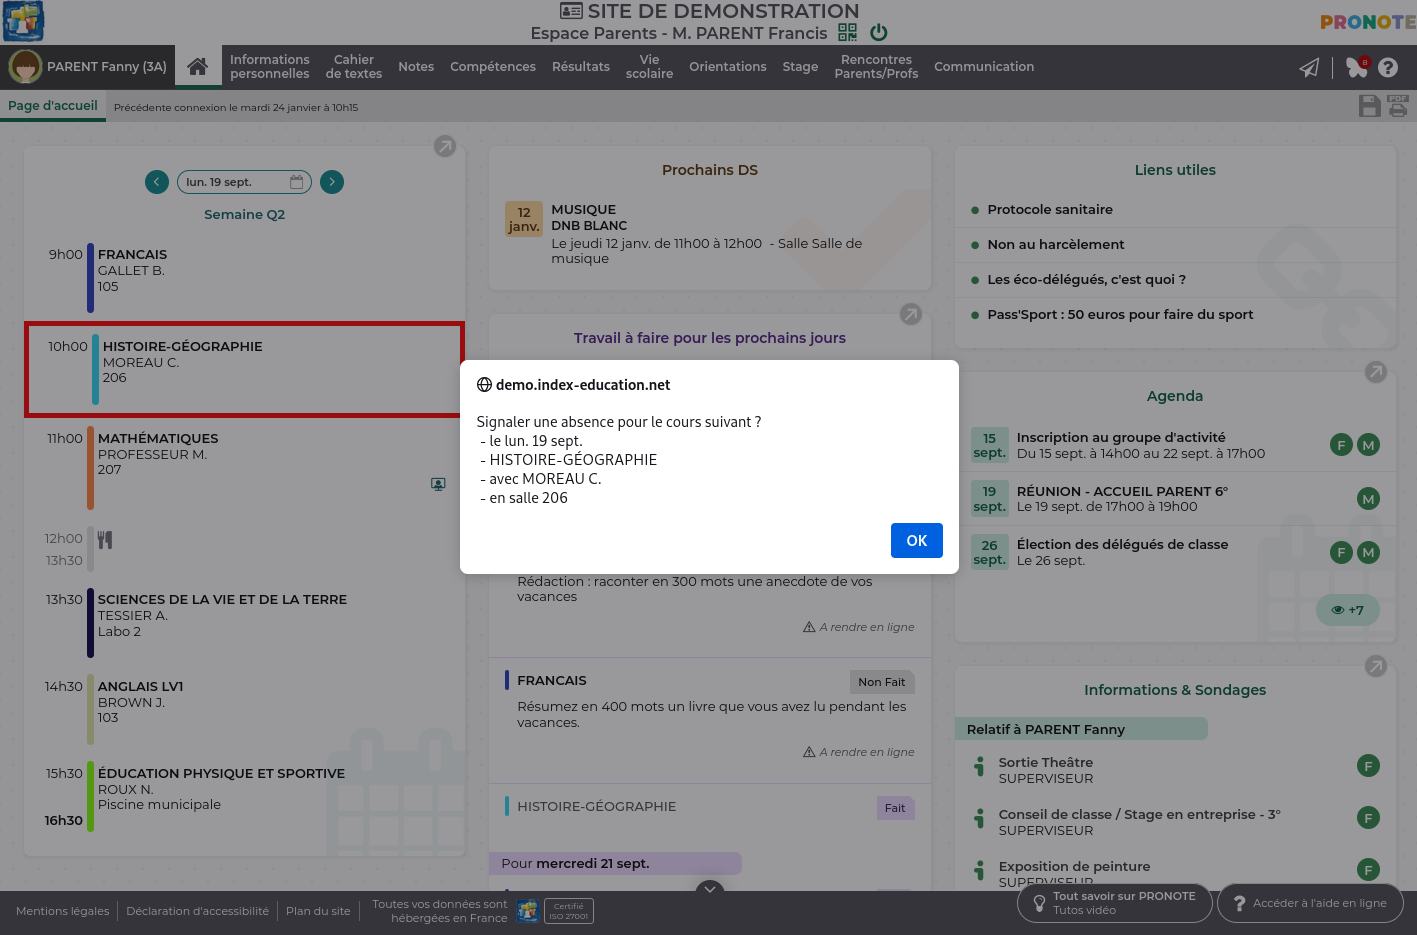 SITE DE DEMONSTRATION
Espace Parents - M. PARENT Francis
PRONOTE
PARENT Fanny (3A)
Informations personnelles
Cahier de textes
Notes
Compétences
Résultats
Vie scolaire
Orientations
Stage
Rencontres Parents/Profs
Communication
8
Page d'accueil
Précédente connexion le mardi 24 janvier à 10h15
PDF
lun. 19 sept.
Semaine Q2
9h00
FRANCAIS
GALLET B.
105
10h00
HISTOIRE-GÉOGRAPHIE
MOREAU C.
206
11h00
MATHÉMATIQUES
PROFESSEUR M.
207
12h00
13h30
13h30
SCIENCES DE LA VIE ET DE LA TERRE
TESSIER A.
Labo 2
14h30
ANGLAIS LV1
BROWN J.
103
15h30
ÉDUCATION PHYSIQUE ET SPORTIVE
ROUX N.
Piscine municipale
16h30
Prochains DS
12 janv.
MUSIQUE
DNB BLANC
Le jeudi 12 janv. de 11h00 à 12h00 - Salle Salle de
musique
Travail à faire pour les prochains jours
demo.index-education.net
Signaler une absence pour le cours suivant ?
- le lun. 19 sept.
- HISTOIRE-GÉOGRAPHIE
- avec MOREAU C.
- en salle 206
OK
Rédaction : raconter en 300 mots une anecdote de vos
vacances
A rendre en ligne
FRANCAIS
Non Fait
Résumez en 400 mots un livre que vous avez lu pendant les
vacances.
A rendre en ligne
HISTOIRE-GÉOGRAPHIE
Fait
Pour mercredi 21 sept.
Liens utiles
Protocole sanitaire
Non au harcèlement
Les éco-délégués, c'est quoi ?
Pass'Sport : 50 euros pour faire du sport
Agenda
15 sept.
Inscription au groupe d'activité
Du 15 sept. à 14h00 au 22 sept. à 17h00
F M
19 sept.
RÉUNION - ACCUEIL PARENT 6°
Le 19 sept. de 17h00 à 19h00
M
26 sept.
Élection des délégués de classe
Le 26 sept.
F M
+7
Informations & Sondages
Relatif à PARENT Fanny
Sortie Theâtre
SUPERVISEUR
F
Conseil de classe / Stage en entreprise - 3°
SUPERVISEUR
F
Exposition de peinture
SUPERVISEUR
F
Mentions légales
Déclaration d'accessibilité
Plan du site
Toutes vos données sont
hébergées en France
Certifié
ISO 27001
Tout savoir sur PRONOTE
Tutos vidéo
? Accéder à l'aide en ligne